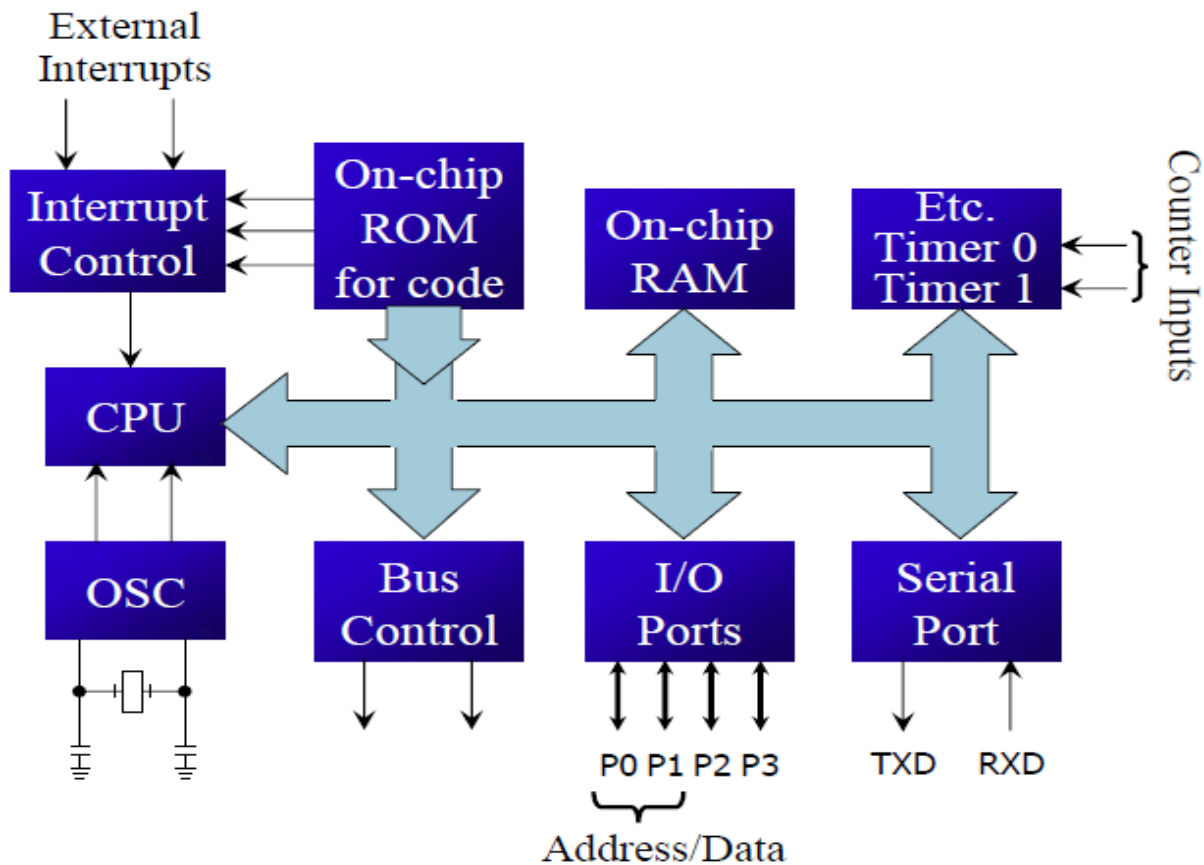 External
Interrupts
Interrupt
Control
On-chip
ROM
for code
On-chip
RAM
Etc.
Timer 0
Timer 1
Counter Inputs
CPU
OSC
Bus
Control
I/O
Ports
Serial
Port
P0 P1 P2 P3
TXD RXD
Address/Data